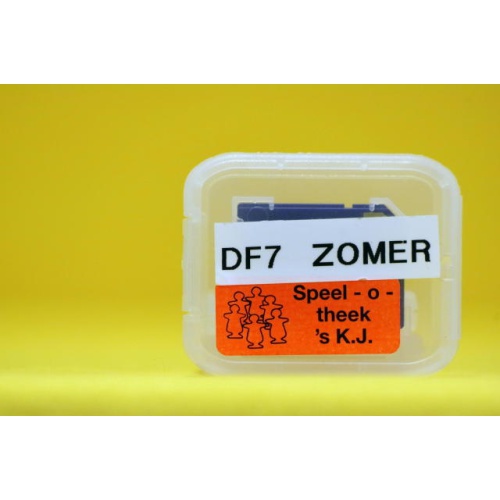 DF7 ZOMER
Speel - o -
theek
's K.J.